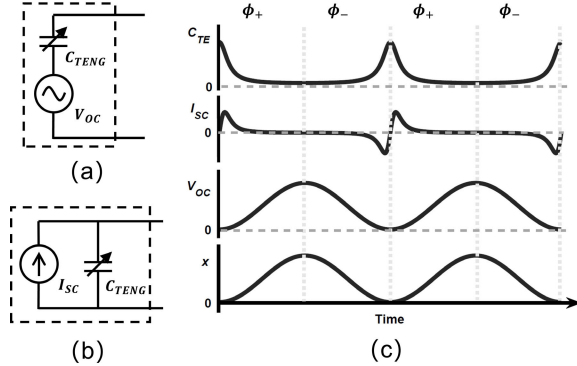 C_TENG
V_OC
(a)
I_SC
C_TENG
(b)
ϕ+ ϕ− ϕ+ ϕ−
C_TE
0
I_SC
0
V_OC
0
x
0
Time
(c)